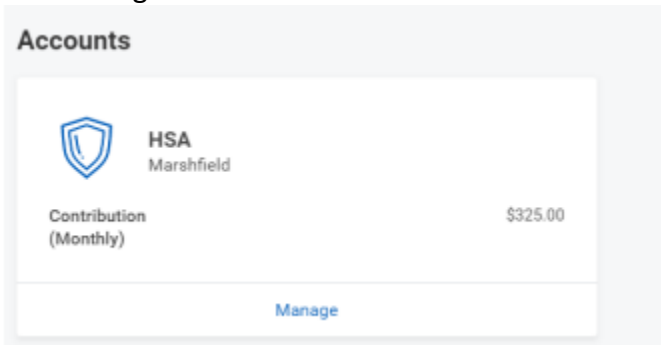 Accounts
HSA
Marshfield
Contribution
(Monthly)
$325.00
Manage